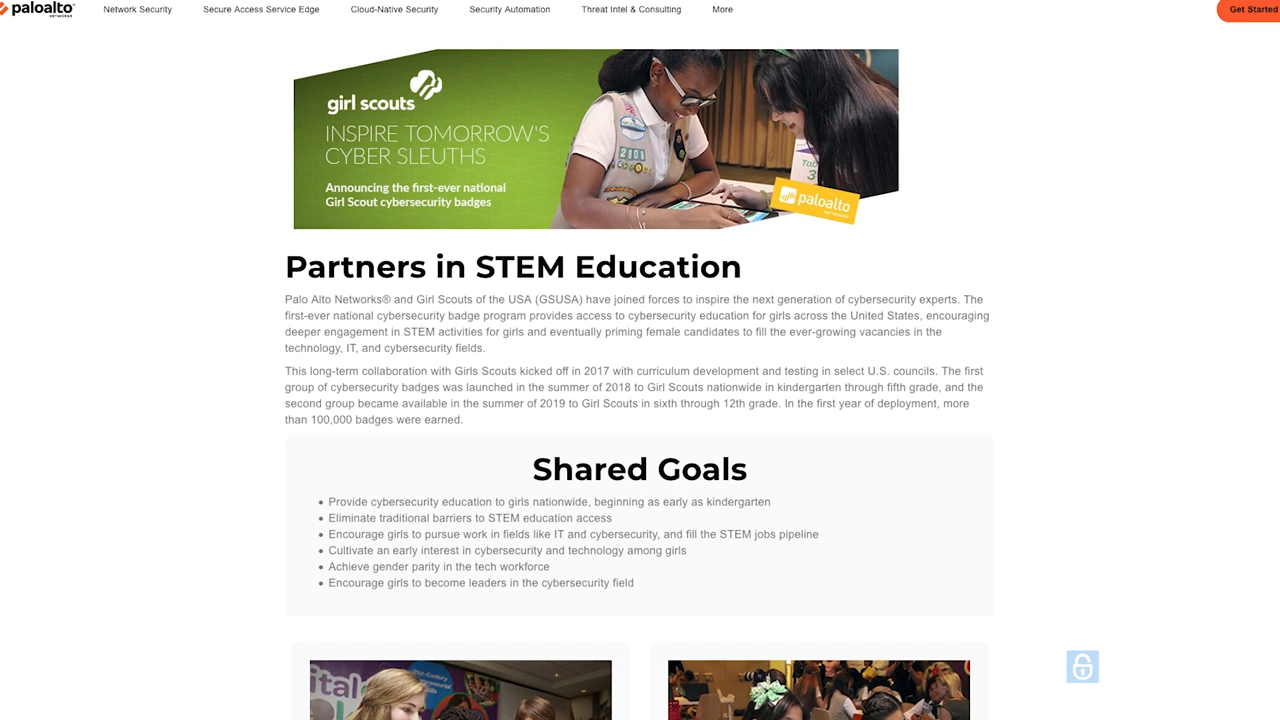 paloalto
NETWORKS
Network Security
Secure Access Service Edge
Cloud-Native Security
Security Automation
Threat Intel & Consulting
More
Get Started
girl scouts
INSPIRE TOMORROW'S
CYBER SLEUTHS
Announcing the first-ever national
Girl Scout cybersecurity badges
2808
Tab
3
paloalto
NETWORKS
Partners in STEM Education
Palo Alto Networks® and Girl Scouts of the USA (GSUSA) have joined forces to inspire the next generation of cybersecurity experts. The
first-ever national cybersecurity badge program provides access to cybersecurity education for girls across the United States, encouraging
deeper engagement in STEM activities for girls and eventually priming female candidates to fill the ever-growing vacancies in the
technology, IT, and cybersecurity fields.
This long-term collaboration with Girls Scouts kicked off in 2017 with curriculum development and testing in select U.S. councils. The first
group of cybersecurity badges was launched in the summer of 2018 to Girl Scouts nationwide in kindergarten through fifth grade, and the
second group became available in the summer of 2019 to Girl Scouts in sixth through 12th grade. In the first year of deployment, more
than 100,000 badges were earned.
Shared Goals
• Provide cybersecurity education to girls nationwide, beginning as early as kindergarten
• Eliminate traditional barriers to STEM education access
• Encourage girls to pursue work in fields like IT and cybersecurity, and fill the STEM jobs pipeline
• Cultivate an early interest in cybersecurity and technology among girls
• Achieve gender parity in the tech workforce
• Encourage girls to become leaders in the cybersecurity field
ital
21st-Century